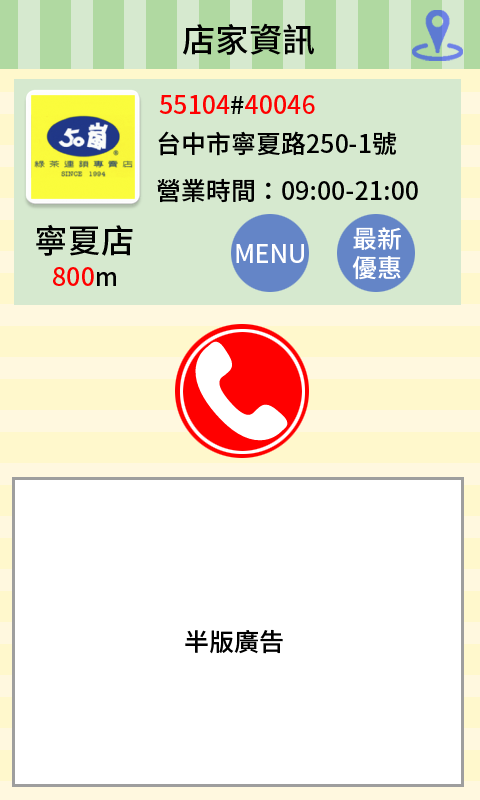 店家資訊
50嵐
®
綠茶連鎖專賣店
SINCE 1994
55104#40046
台中市寧夏路250-1號
營業時間：09:00-21:00
寧夏店
800m
MENU
最新
優惠
半版廣告